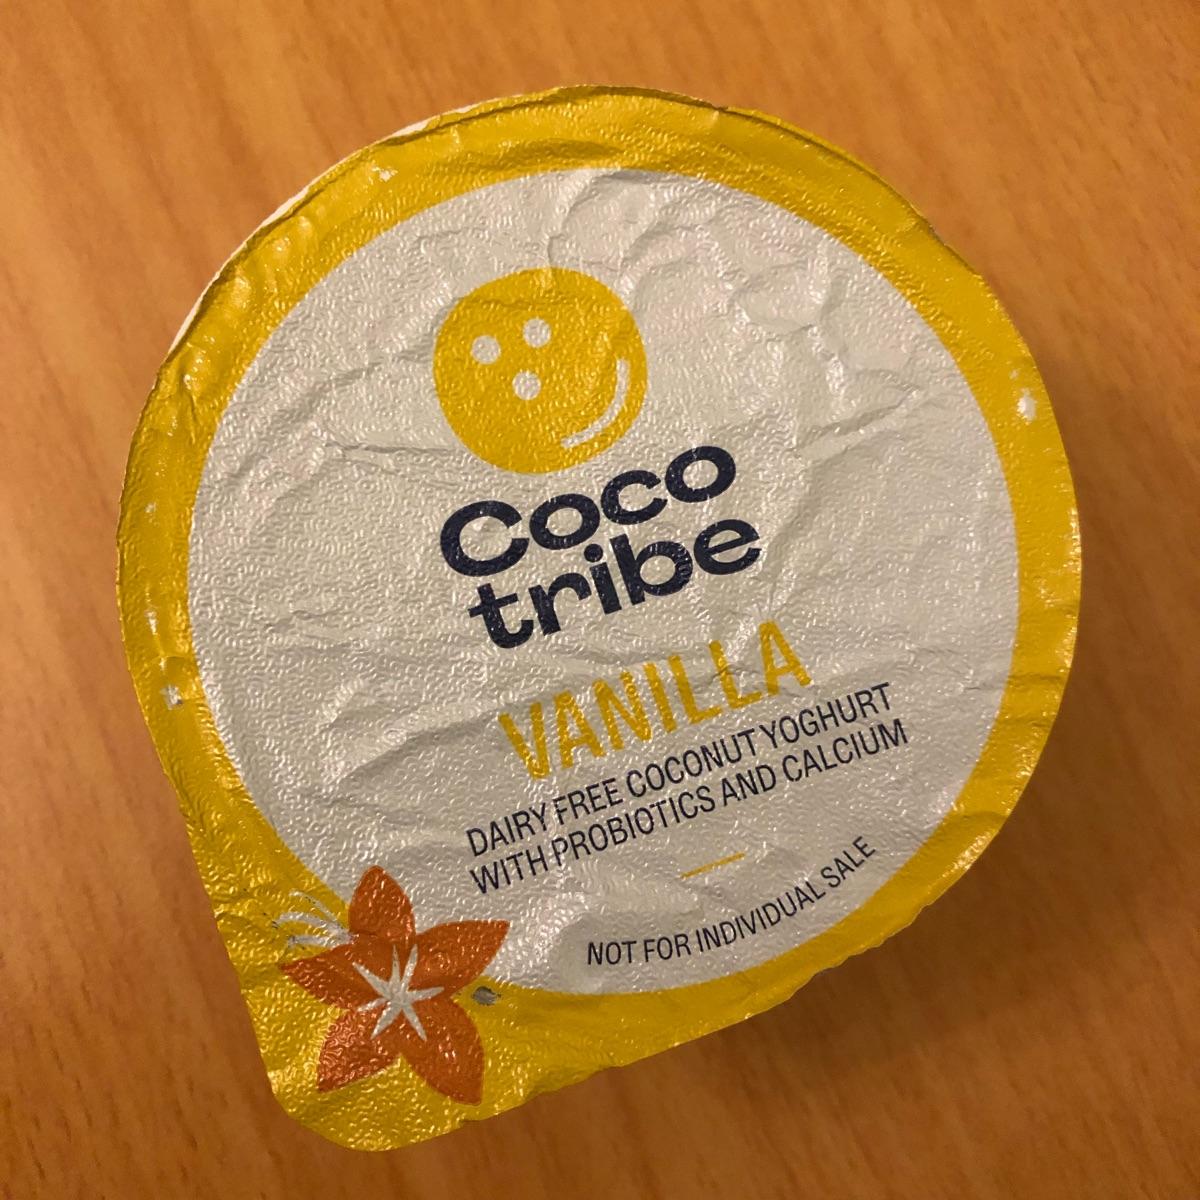 Coco
tribe
VANILLA
DAIRY FREE COCONUT YOGHURT
WITH PROBIOTICS AND CALCIUM
NOT FOR INDIVIDUAL SALE